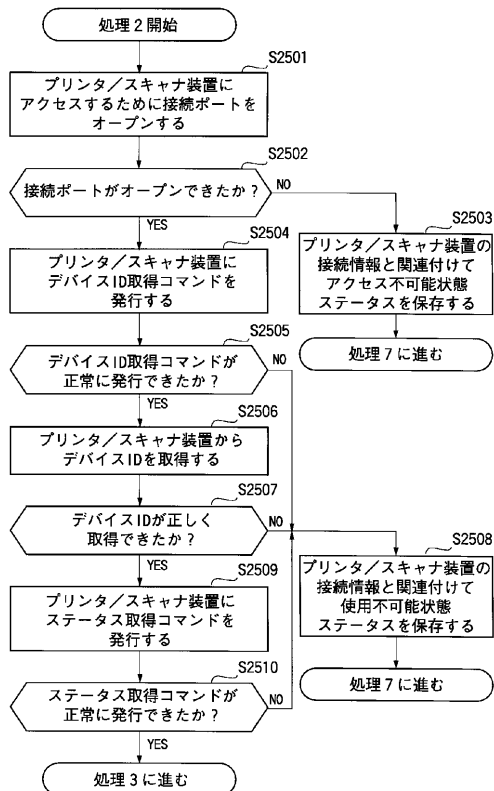 処理2開始
S2501
プリンタ/スキャナ装置に
アクセスするために接続ポートを
オープンする
S2502
接続ポートがオープンできたか?
NO
YES
S2503
プリンタ/スキャナ装置の
接続情報と関連付けて
アクセス不可能状態
ステータスを保存する
処理7に進む
S2504
プリンタ/スキャナ装置に
デバイスID取得コマンドを
発行する
S2505
デバイスID取得コマンドが
正常に発行できたか?
NO
YES
S2506
プリンタ/スキャナ装置から
デバイスIDを取得する
S2507
デバイスIDが正しく
取得できたか?
NO
YES
S2508
プリンタ/スキャナ装置の
接続情報と関連付けて
使用不可能状態
ステータスを保存する
処理7に進む
S2509
プリンタ/スキャナ装置に
ステータス取得コマンドを
発行する
S2510
ステータス取得コマンドが
正常に発行できたか?
NO
YES
処理3に進む